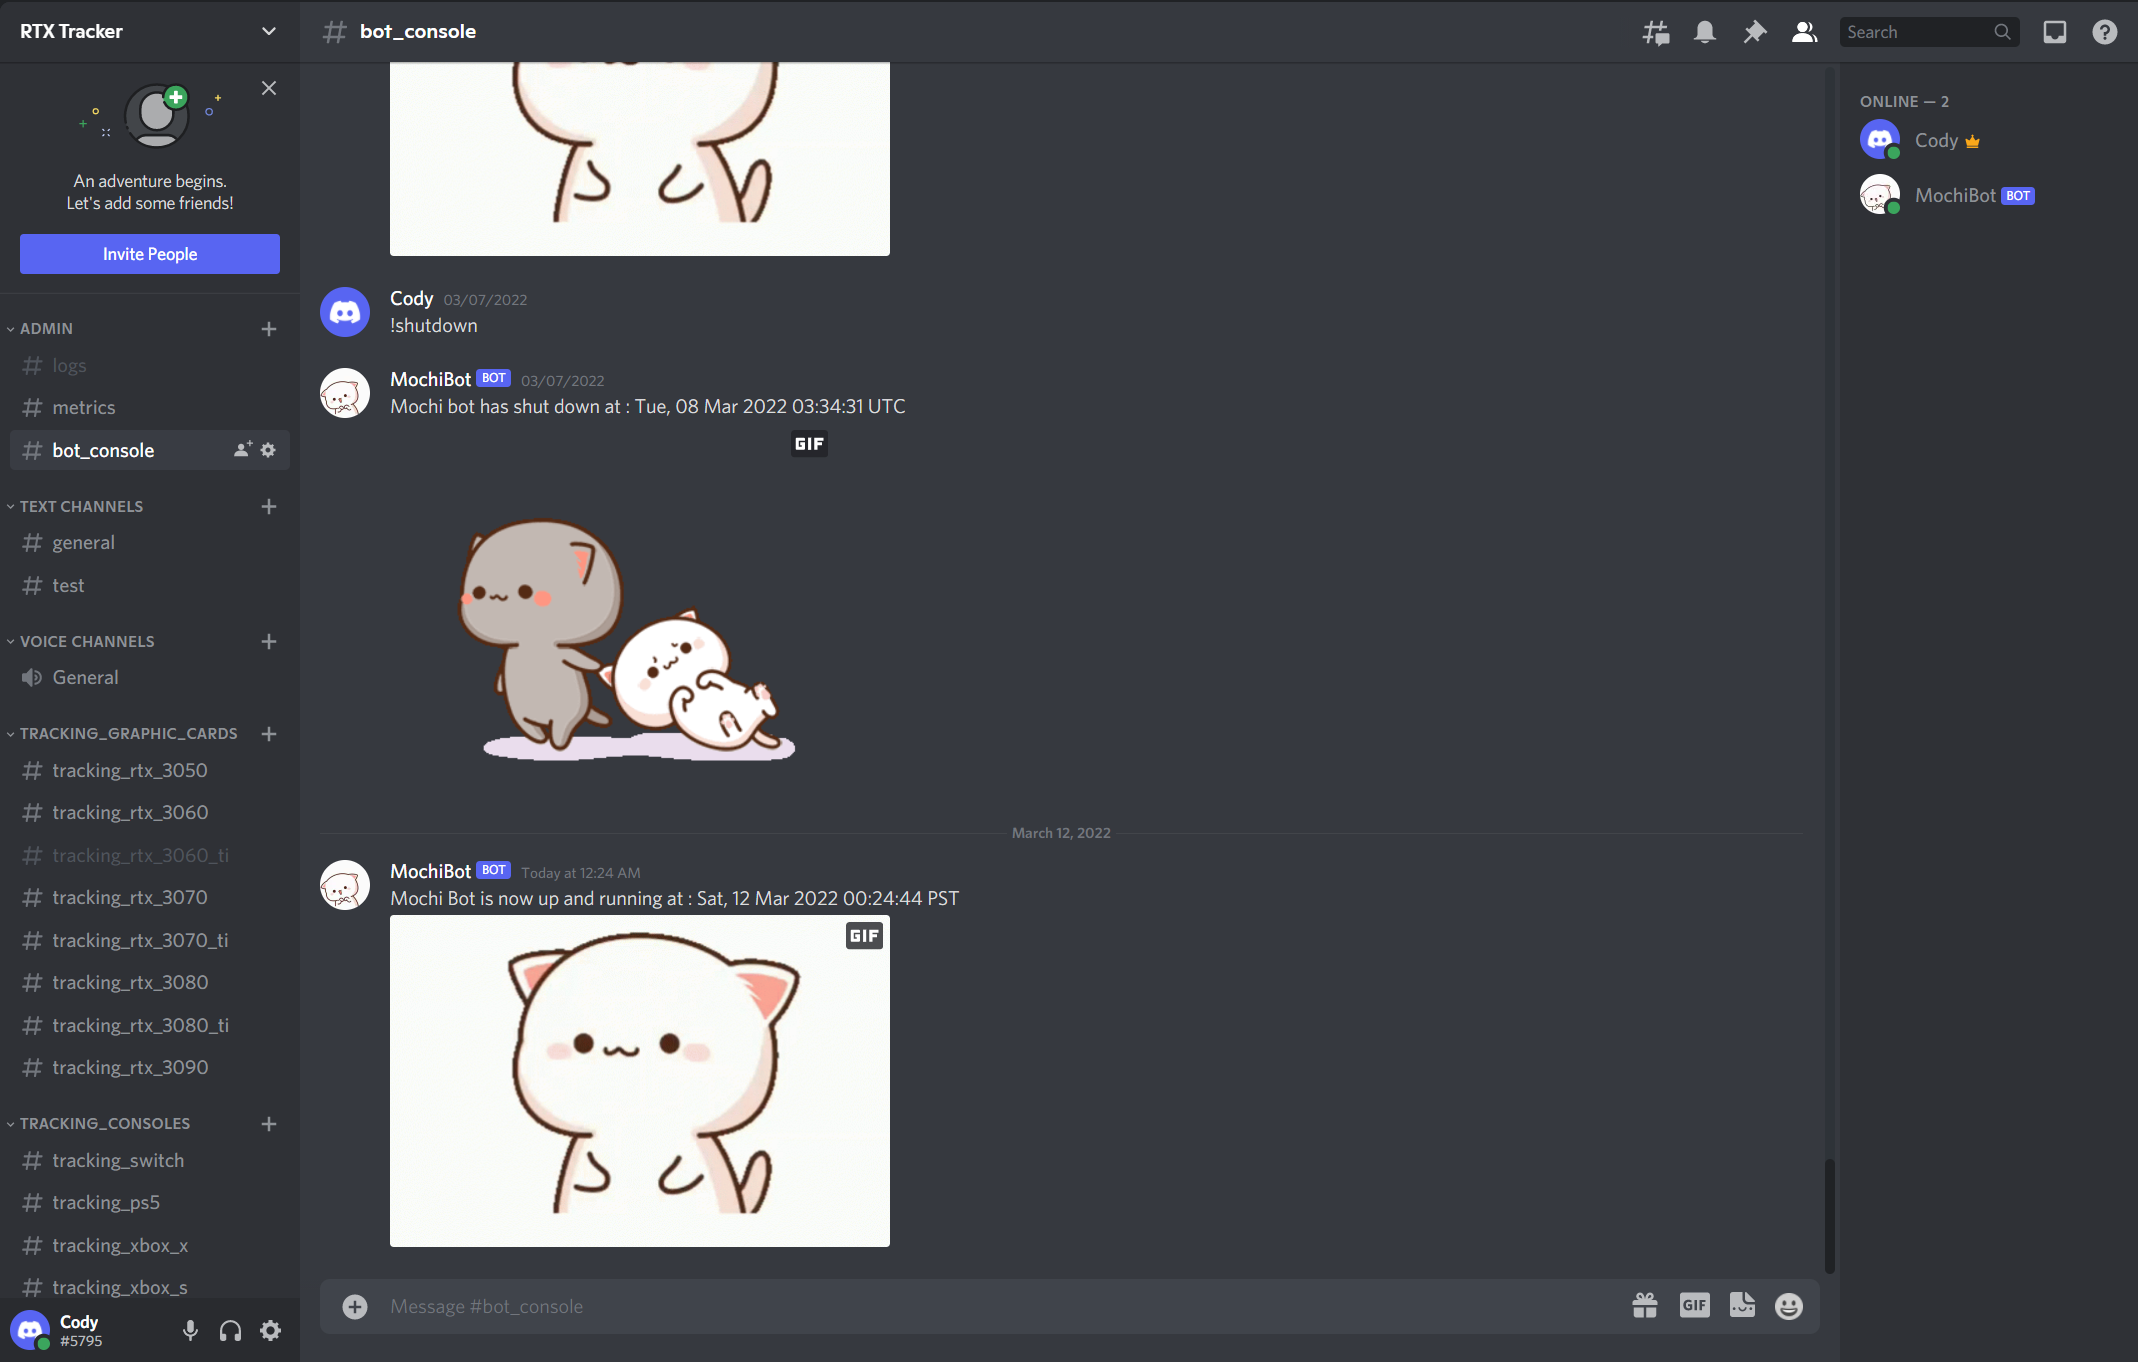 RTX Tracker
bot_console
Search
An adventure begins.
Let's add some friends!
Invite People
ADMIN
logs
metrics
bot_console
TEXT CHANNELS
general
test
VOICE CHANNELS
General
TRACKING_GRAPHIC_CARDS
tracking_rtx_3050
tracking_rtx_3060
tracking_rtx_3060_ti
tracking_rtx_3070
tracking_rtx_3070_ti
tracking_rtx_3080
tracking_rtx_3080_ti
tracking_rtx_3090
TRACKING_CONSOLES
tracking_switch
tracking_ps5
tracking_xbox_x
tracking_xbox_s
Cody
#5795
Cody 03/07/2022
!shutdown
MochiBot BOT 03/07/2022
Mochi bot has shut down at : Tue, 08 Mar 2022 03:34:31 UTC
GIF
March 12, 2022
MochiBot BOT Today at 12:24 AM
Mochi Bot is now up and running at : Sat, 12 Mar 2022 00:24:44 PST
GIF
Message #bot_console
GIF
ONLINE — 2
Cody
MochiBot BOT